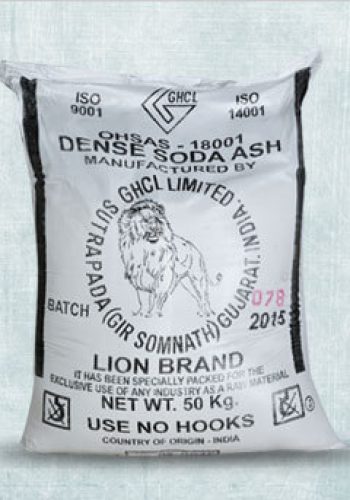 GHCL
ISO
9001
ISO
14001
OHSAS - 18001
DENSE SODA ASH
MANUFACTURED BY
GHCL LIMITED.
SUTRAPADA (GIR SOMNATH) GUJARAT. INDIA.
BATCH
078
2015
LION BRAND
IT HAS BEEN SPECIALLY PACKED FOR THE
EXCLUSIVE USE OF ANY INDUSTRY AS A RAW MATERIAL
NET WT. 50 Kg.
USE NO HOOKS
COUNTRY OF ORIGIN - INDIA